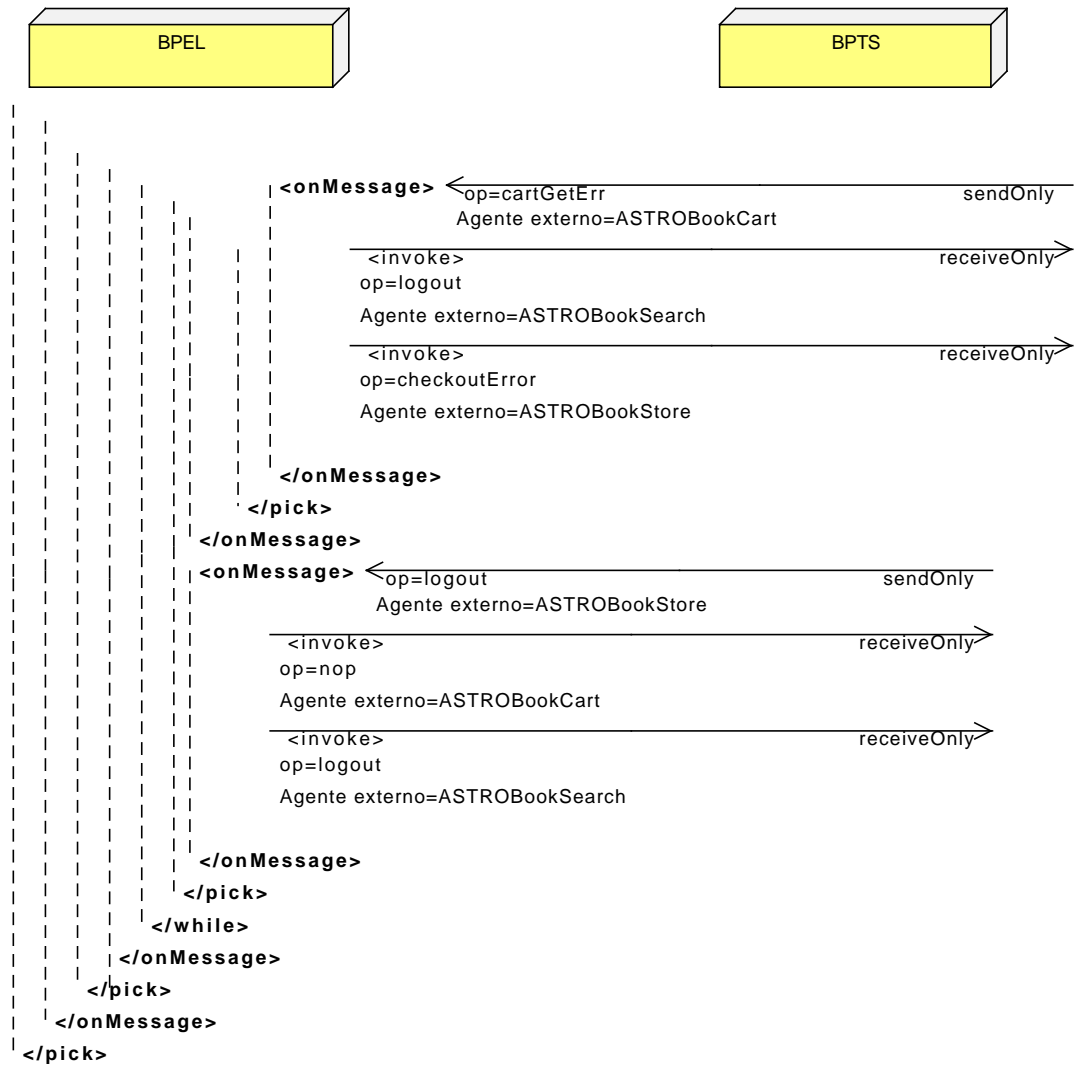 BPEL BPTS
<onMessage> op=cartGetErr sendOnly
Agente externo=ASTROBookCart
<invoke> receiveOnly
op=logout
Agente externo=ASTROBookSearch
<invoke> receiveOnly
op=checkoutError
Agente externo=ASTROBookStore
</onMessage>
</pick>
</onMessage>
<onMessage> op=logout sendOnly
Agente externo=ASTROBookStore
<invoke> receiveOnly
op=nop
Agente externo=ASTROBookCart
<invoke> receiveOnly
op=logout
Agente externo=ASTROBookSearch
</onMessage>
</pick>
</while>
</onMessage>
</pick>
</onMessage>
</pick>